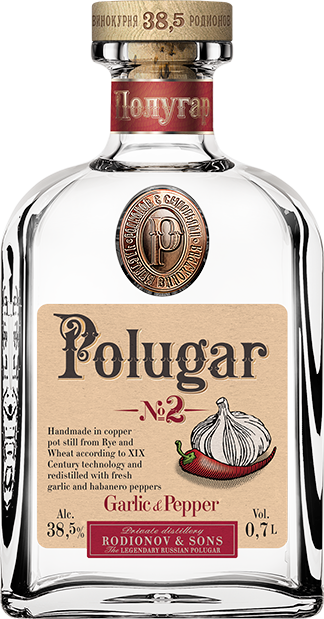 ВИНОКУРНЯ 38,5 РОДИОНОВ
Полугар
P
Polugar
№2
Handmade in copper
pot still from Rye and
Wheat according to XIX
Century technology and
redistilled with fresh
garlic and habanero peppers
Garlic & Pepper
Alc.
38,5%
Vol.
0,7L
Private distillery
RODIONOV & SONS
The LEGENDARY RUSSIAN POLUGAR